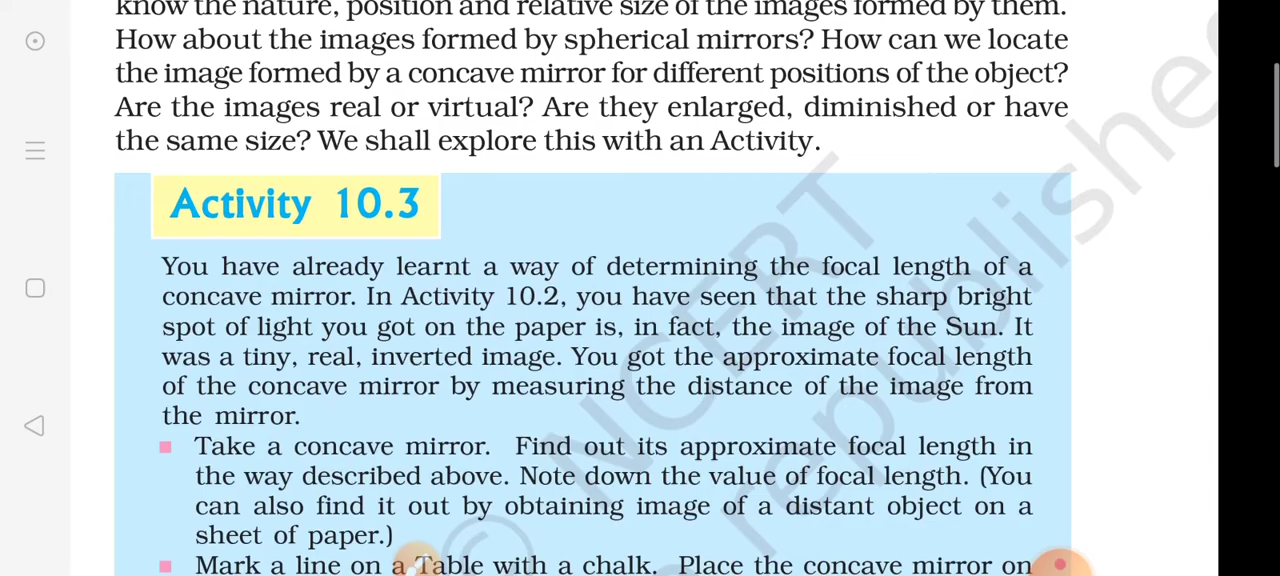 know the nature, position and relative size of the images formed by them.
How about the images formed by spherical mirrors? How can we locate
the image formed by a concave mirror for different positions of the object?
Are the images real or virtual? Are they enlarged, diminished or have
the same size? We shall explore this with an Activity.
Activity 10.3
You have already learnt a way of determining the focal length of a
concave mirror. In Activity 10.2, you have seen that the sharp bright
spot of light you got on the paper is, in fact, the image of the Sun. It
was a tiny, real, inverted image. You got the approximate focal length
of the concave mirror by measuring the distance of the image from
the mirror.
Take a concave mirror. Find out its approximate focal length in
the way described above. Note down the value of focal length. (You
can also find it out by obtaining image of a distant object on a
sheet of paper.)
Mark a line on a Table with a chalk. Place the concave mirror on
© NCERT
republished